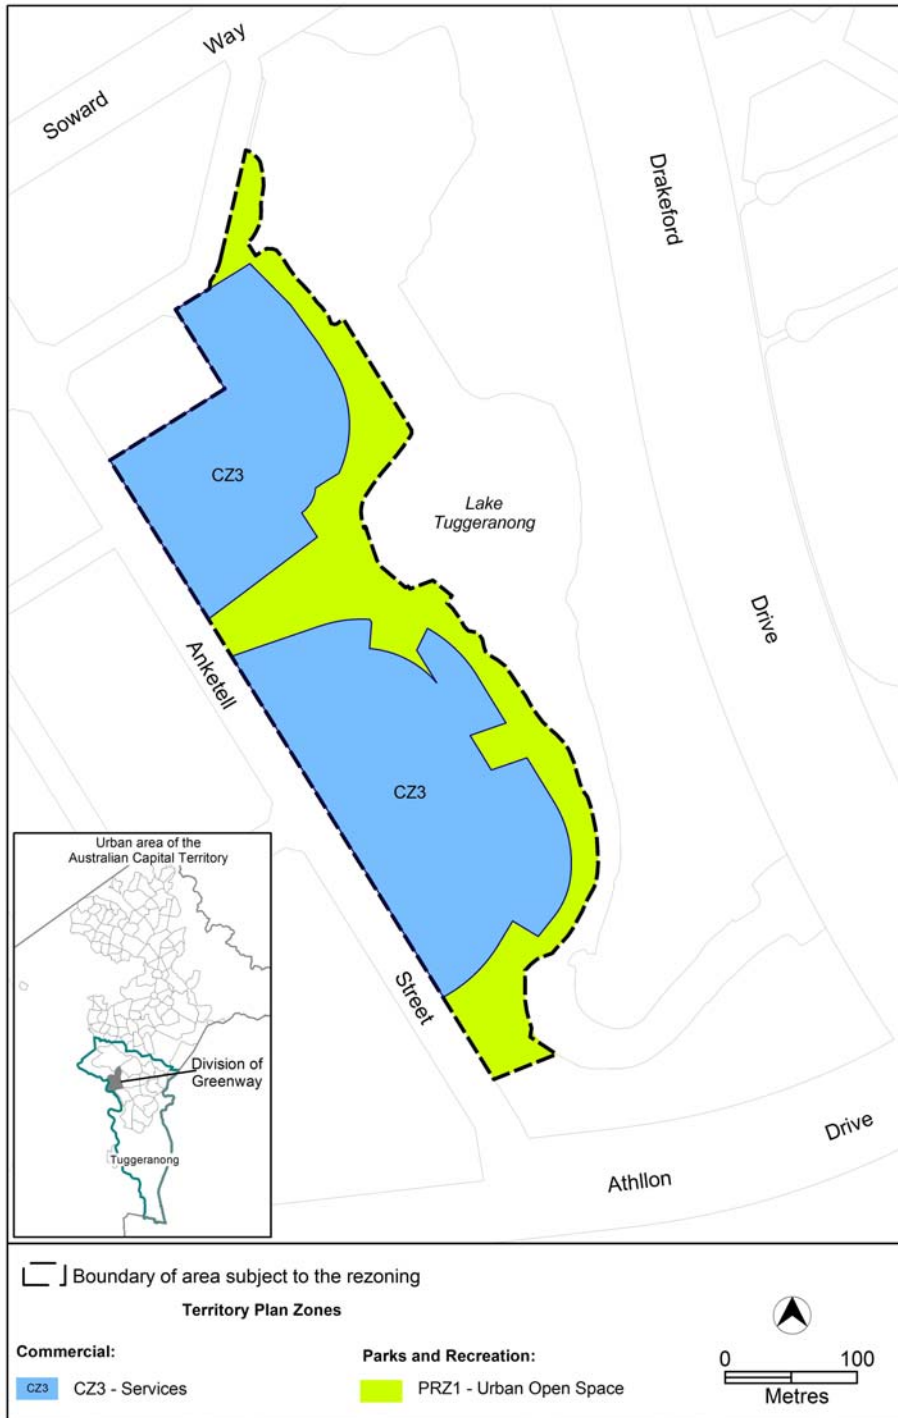 Soward
Way
Drakeford
CZ3
Lake
Tuggeranong
Drive
Anketell
CZ3
Street
Urban area of the
Australian Capital Territory
Division of
Greenway
Tuggeranong
Drive
Athllon
Boundary of area subject to the rezoning
Territory Plan Zones
Commercial:
CZ3 CZ3 - Services
Parks and Recreation:
PRZ1 - Urban Open Space
0 100
Metres